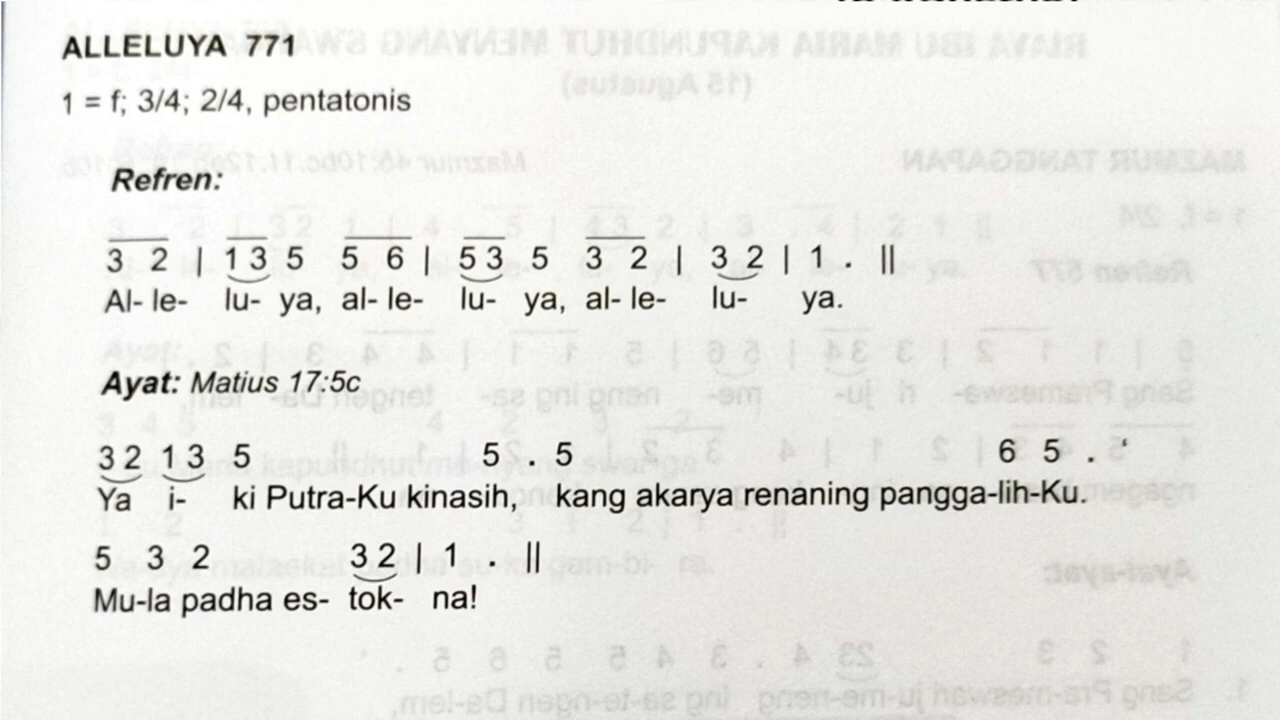 ALLELUYA 771
1 = f; 3/4; 2/4, pentatonis
Refren:
3 2 | 1 3 5 5 6 | 5 3 5 3 2 | 3 2 | 1 . ||
Al- le- lu- ya, al- le- lu- ya, al- le- lu- ya.
Ayat: Matius 17:5c
3 2 1 3 5 5 . 5 6 5 . '
Ya i- ki Putra-Ku kinasih, kang akarya renaning pangga-lih-Ku.
5 3 2 3 2 | 1 . ||
Mu-la padha es- tok- na!